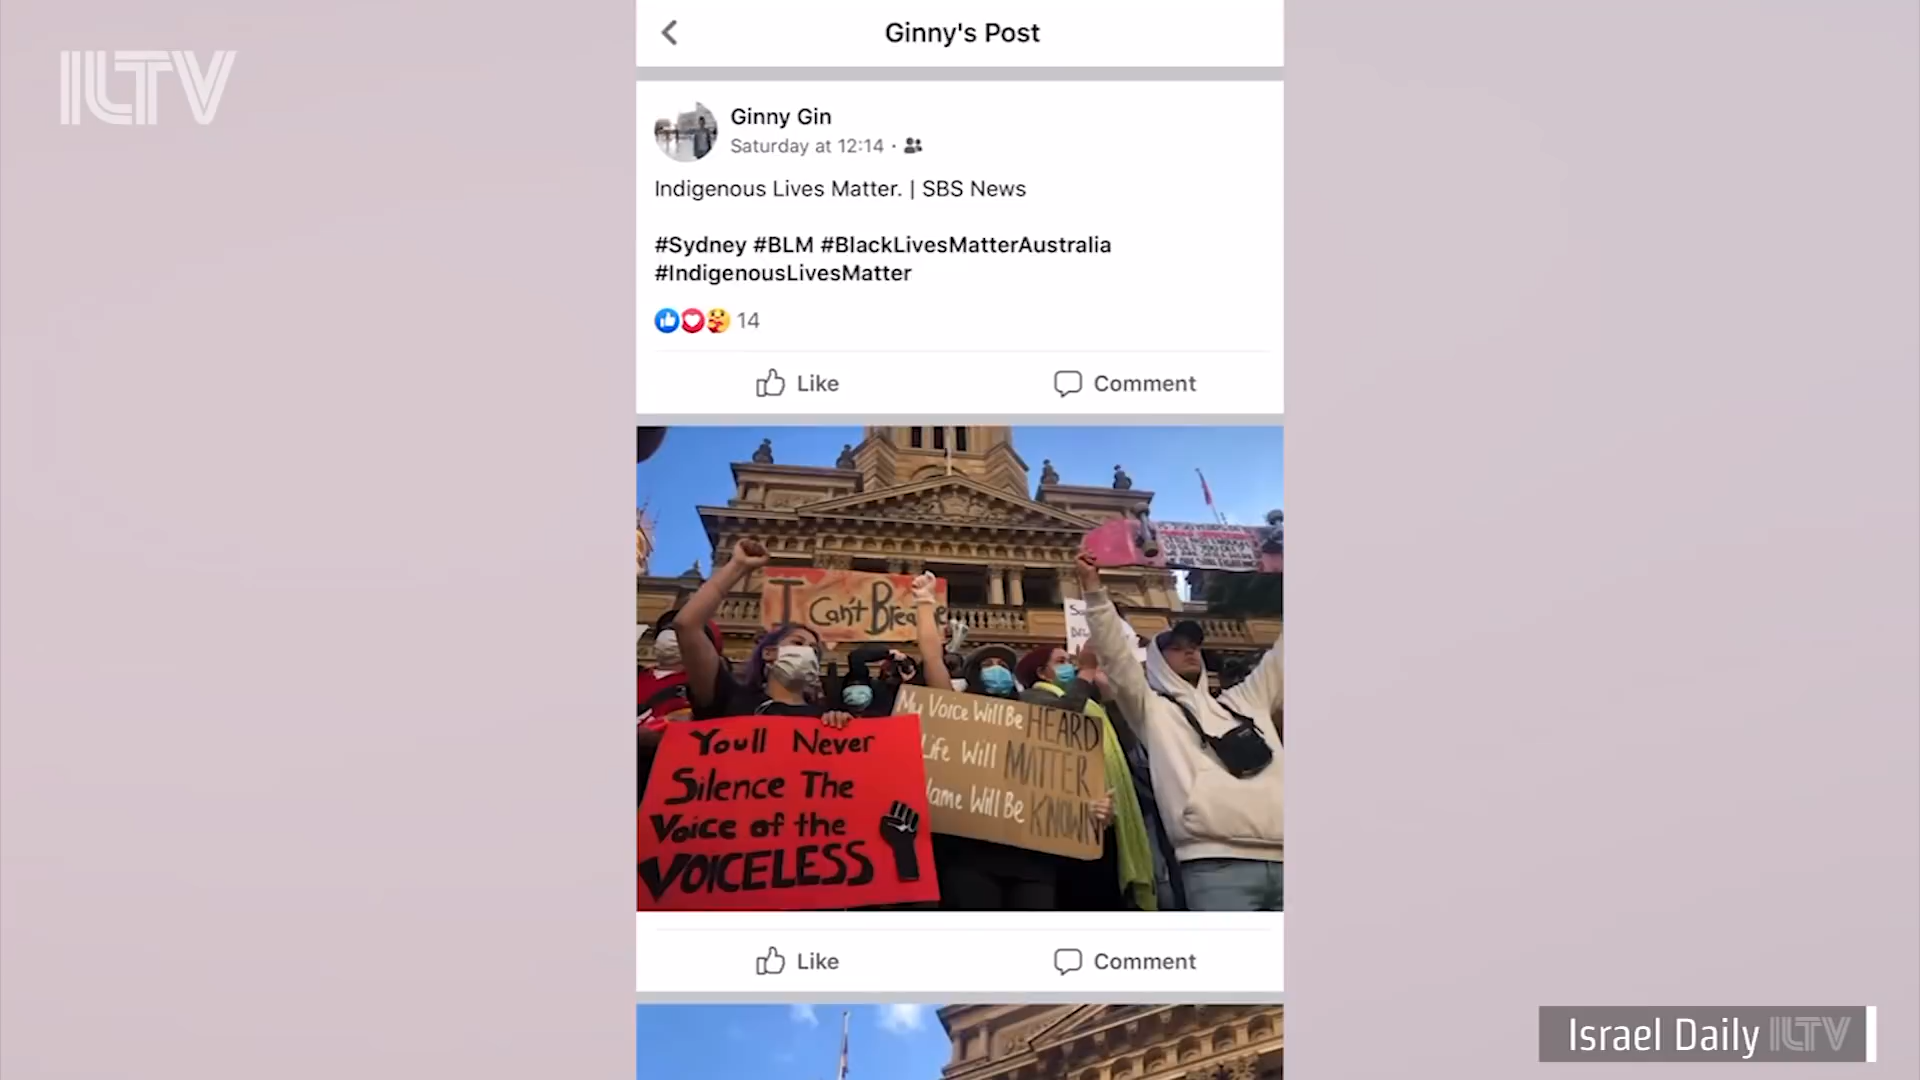 ILTV
Ginny's Post
Ginny Gin
Saturday at 12:14 ·
Indigenous Lives Matter. | SBS News
#Sydney #BLM #BlackLivesMatterAustralia
#IndigenousLivesMatter
14
Like Comment
I Can't Breathe
My Voice Will Be HEARD
Life Will MATTER
Name Will Be KNOWN
You'll Never
Silence The
Voice of the
VOICELESS
Like Comment
Israel Daily ILTV